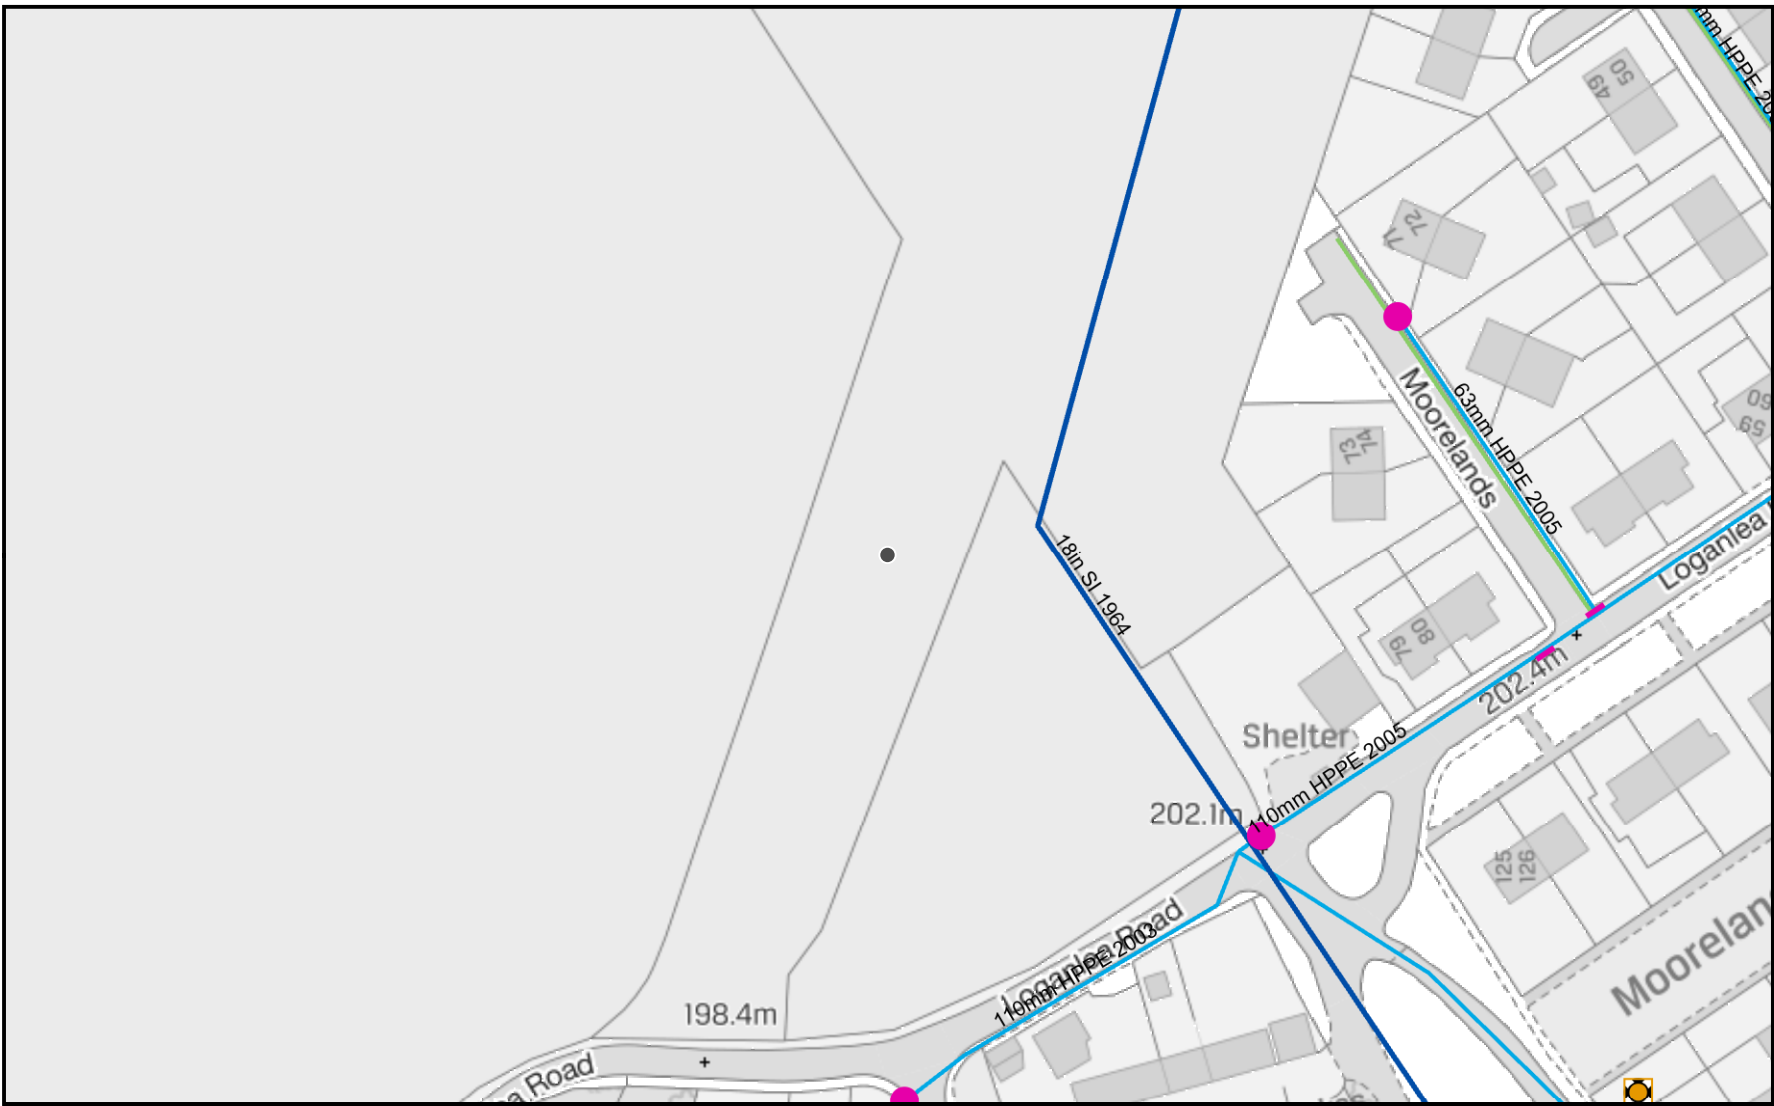 mm HPPE 20
50
49
72
71
60
59
63mm HPPE 2005
Moorelands
74
73
Loganlea
18in SI 1964
80
79
202.4m
Shelter
110mm HPPE 2005
202.1m
125
126
Loganlea Road
110mm HPPE 2003
Moorelan
198.4m
ea Road